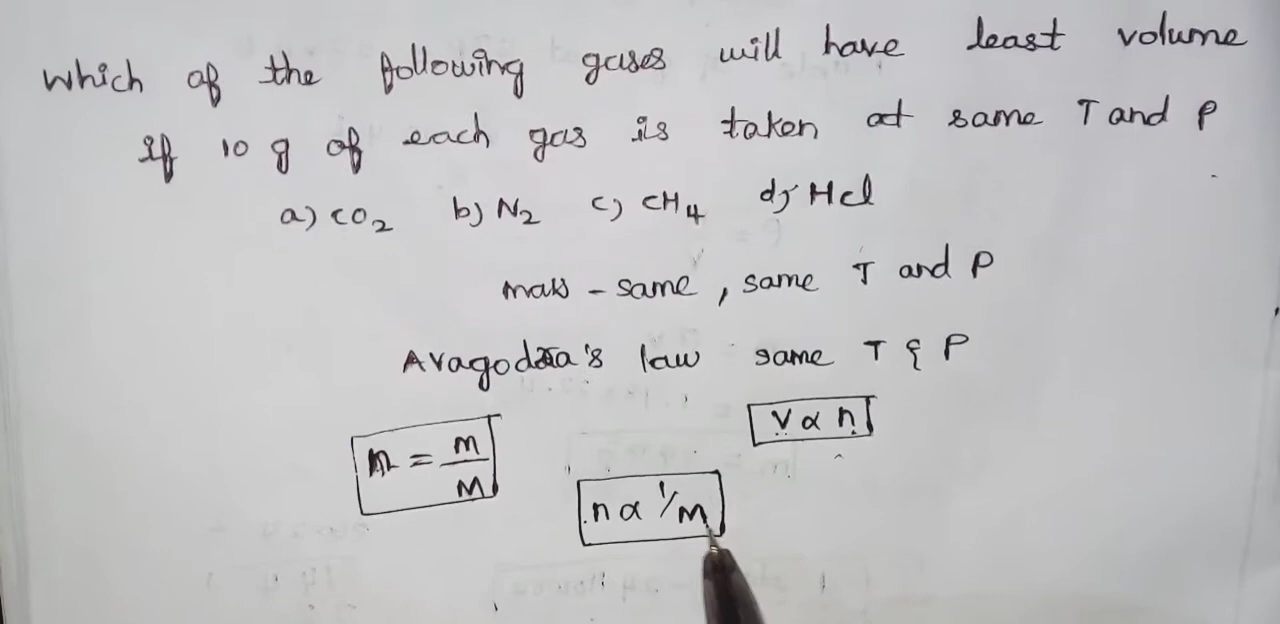 which of the following gases will have least volume
if 10 g of each gas is taken at same T and P
a) CO2 b) N2 c) CH4 d) Hcl
mass - same, same T and P
Avagodra's law same T & P
V ∝ n
n = m/M
n ∝ 1/M